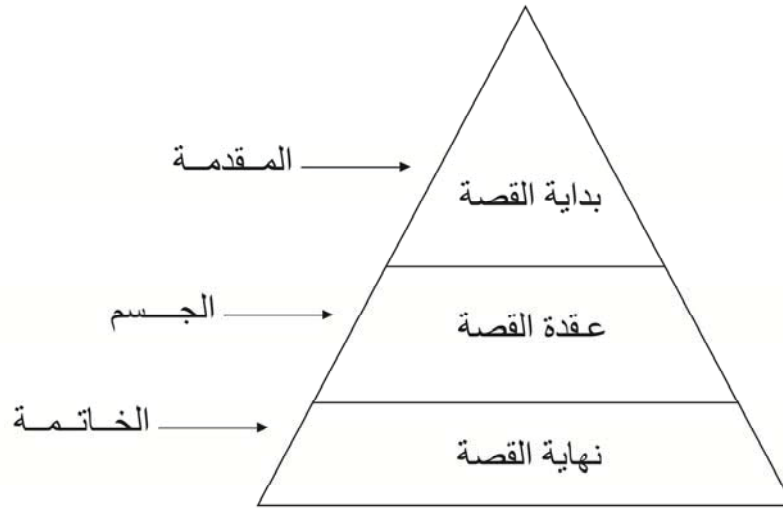 المقدمة
بداية القصة
الجسم
عقدة القصة
الخاتمة
نهاية القصة